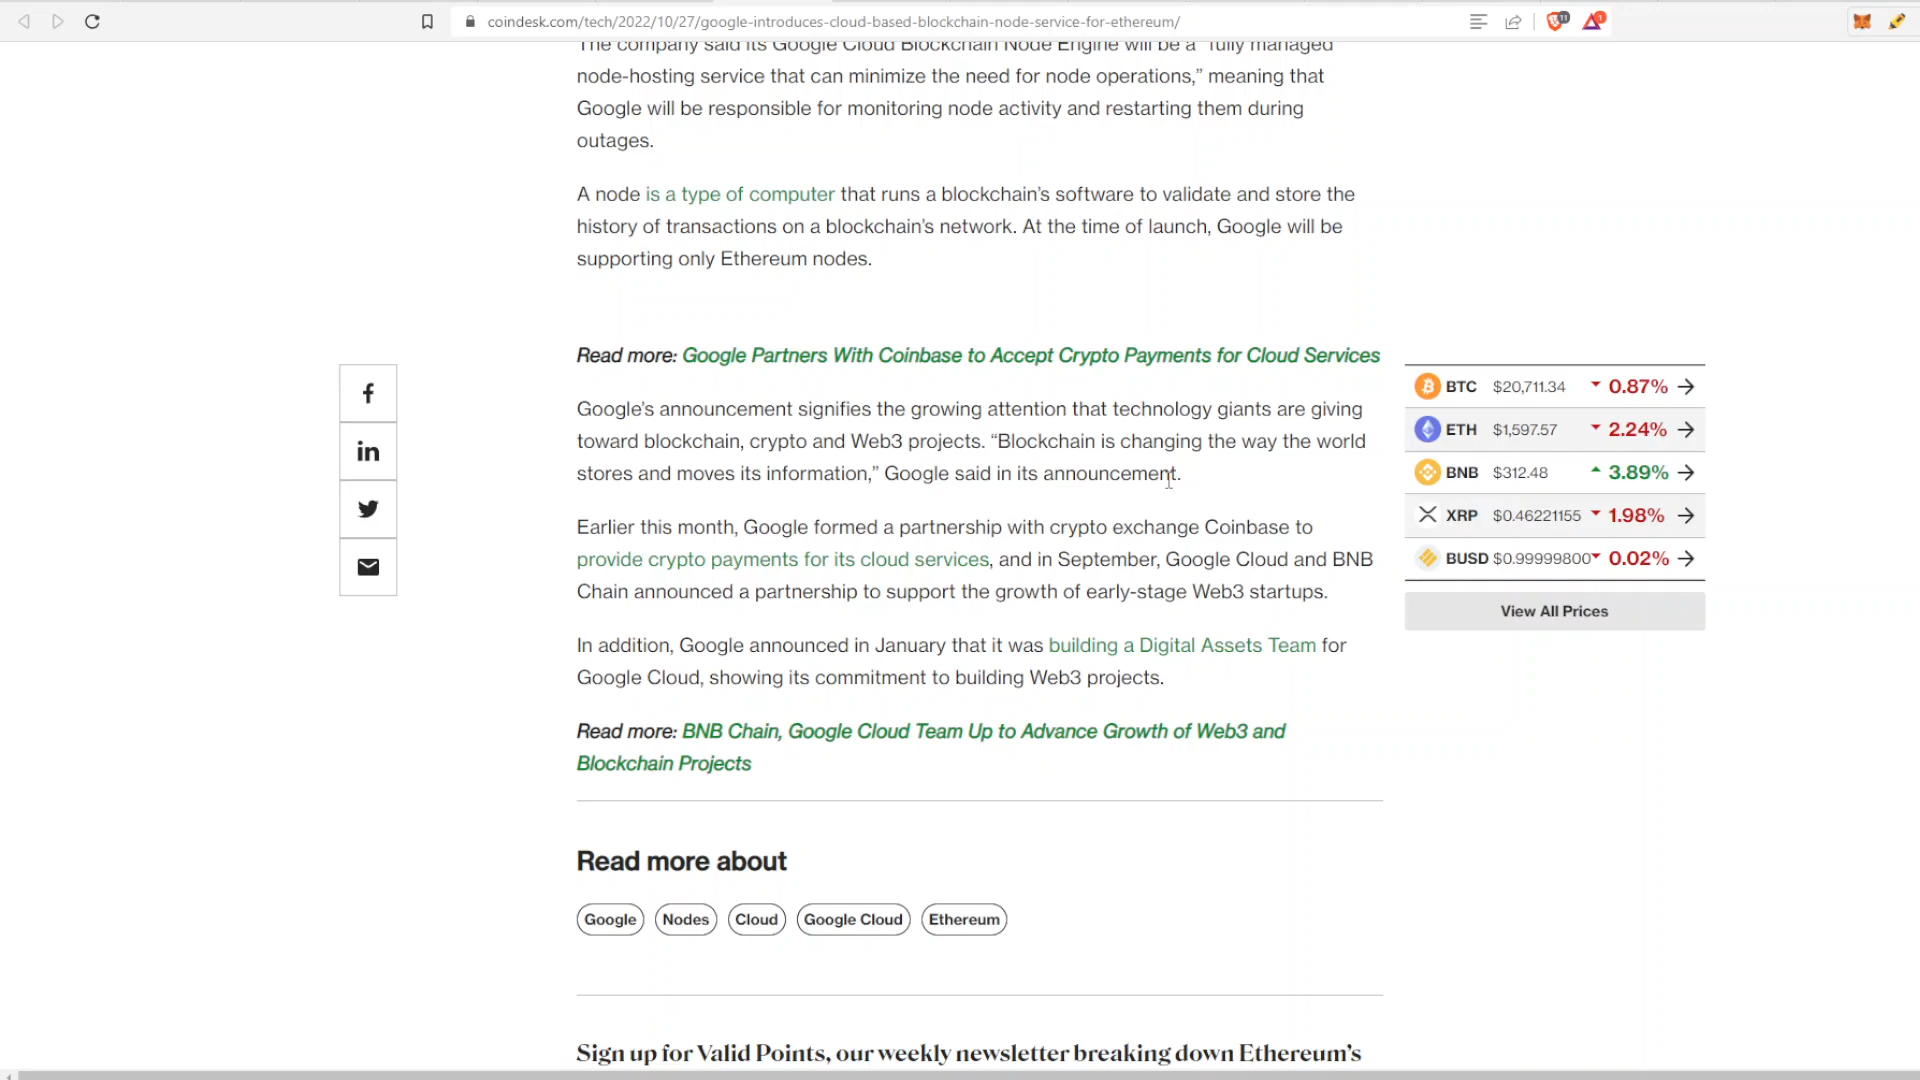 coindesk.com/tech/2022/10/27/google-introduces-cloud-based-blockchain-node-service-for-ethereum/
11
1
The company said its Google Cloud Blockchain Node Engine will be a “fully managed
node-hosting service that can minimize the need for node operations,” meaning that
Google will be responsible for monitoring node activity and restarting them during
outages.
A node is a type of computer that runs a blockchain’s software to validate and store the
history of transactions on a blockchain’s network. At the time of launch, Google will be
supporting only Ethereum nodes.
Read more: Google Partners With Coinbase to Accept Crypto Payments for Cloud Services
Google’s announcement signifies the growing attention that technology giants are giving
toward blockchain, crypto and Web3 projects. “Blockchain is changing the way the world
stores and moves its information,” Google said in its announcement.
Earlier this month, Google formed a partnership with crypto exchange Coinbase to
provide crypto payments for its cloud services, and in September, Google Cloud and BNB
Chain announced a partnership to support the growth of early-stage Web3 startups.
In addition, Google announced in January that it was building a Digital Assets Team for
Google Cloud, showing its commitment to building Web3 projects.
Read more: BNB Chain, Google Cloud Team Up to Advance Growth of Web3 and
Blockchain Projects
BTC $20,711.34 0.87%
ETH $1,597.57 2.24%
BNB $312.48 3.89%
XRP $0.46221155 1.98%
BUSD $0.99999800 0.02%
View All Prices
Read more about
Google Nodes Cloud Google Cloud Ethereum
Sign up for Valid Points, our weekly newsletter breaking down Ethereum’s